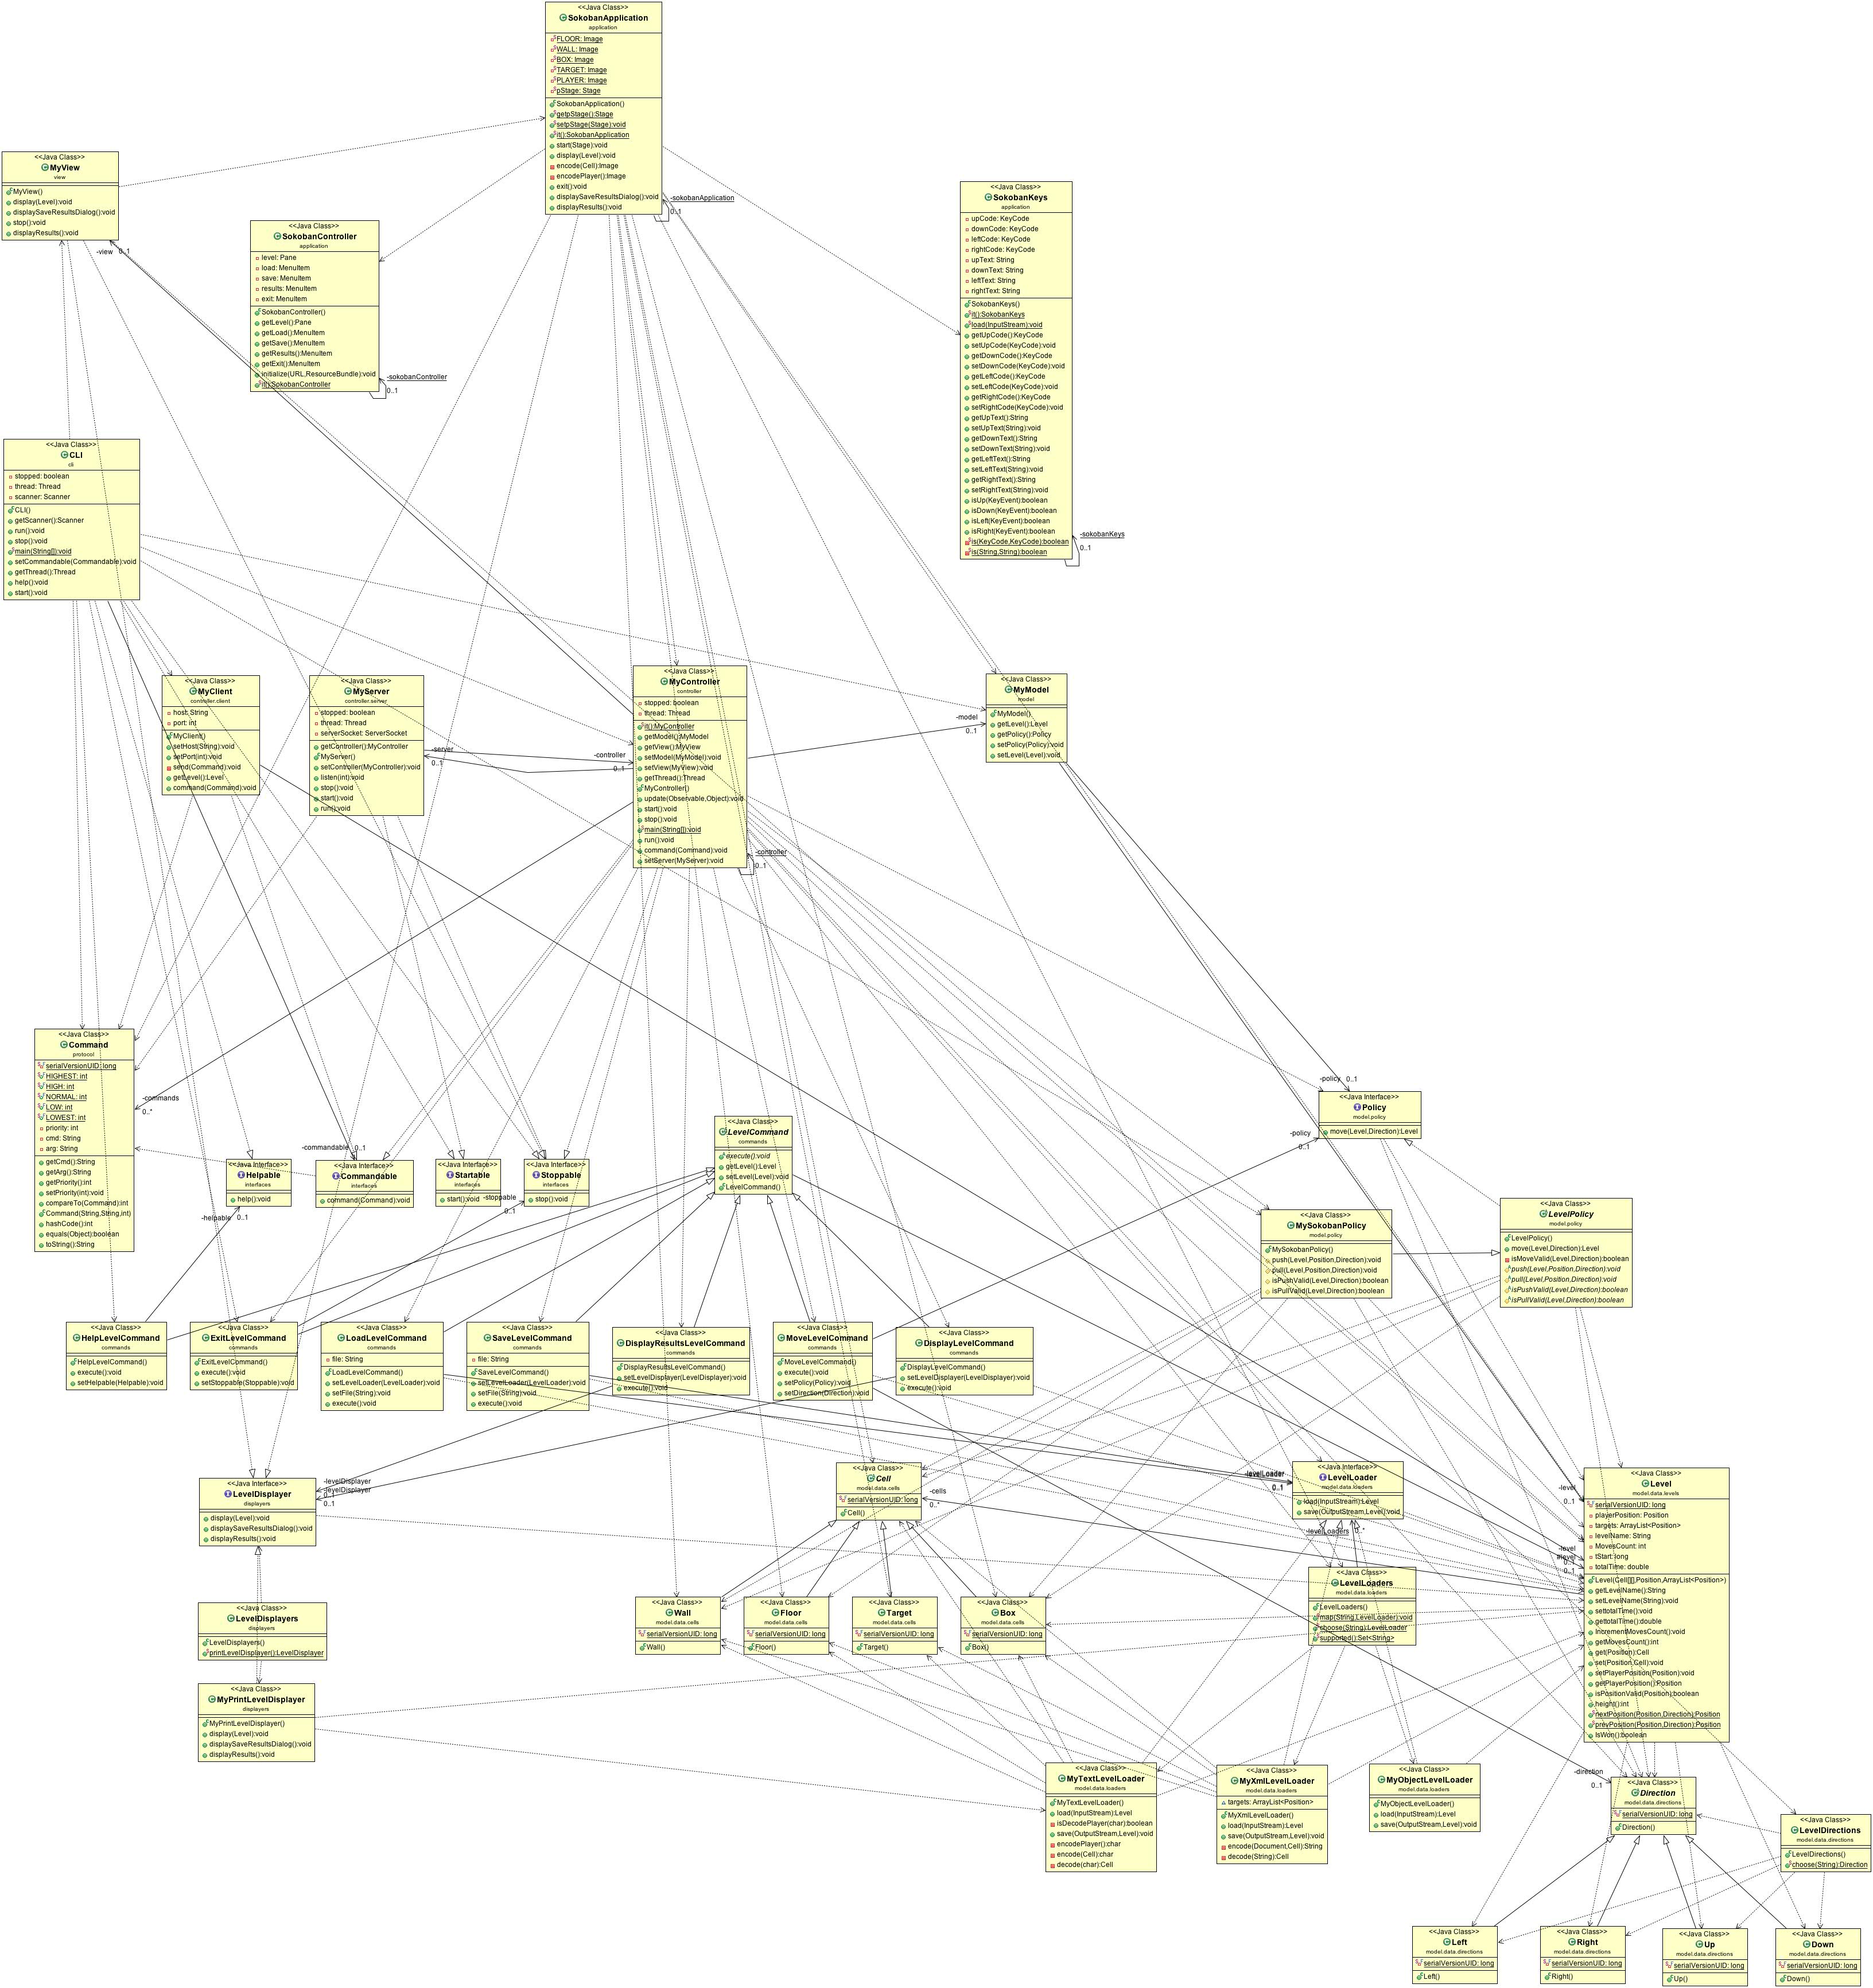 <<Java Class>>
SokobanApplication
application
FLOOR: Image
WALL: Image
BOX: Image
TARGET: Image
PLAYER: Image
pStage: Stage
SokobanApplication()
getpStage():Stage
setpStage(Stage):void
it():SokobanApplication
start(Stage):void
display(Level):void
encode(Cell):Image
encodePlayer():Image
exit():void
displaySaveResultsDialog():void
displayResults():void
-sokobanApplication
0..1
<<Java Class>>
MyView
view
MyView()
display(Level):void
displaySaveResultsDialog():void
stop():void
displayResults():void
-view
0..1
<<Java Class>>
SokobanController
application
level: Pane
load: MenuItem
save: MenuItem
results: MenuItem
exit: MenuItem
SokobanController()
getLevel():Pane
getLoad():MenuItem
getSave():MenuItem
getResults():MenuItem
getExit():MenuItem
initialize(URL,ResourceBundle):void
it():SokobanController
-sokobanController
0..1
<<Java Class>>
SokobanKeys
application
upCode: KeyCode
downCode: KeyCode
leftCode: KeyCode
rightCode: KeyCode
upText: String
downText: String
leftText: String
rightText: String
SokobanKeys()
it():SokobanKeys
load(InputStream):void
getUpCode():KeyCode
setUpCode(KeyCode):void
getDownCode():KeyCode
setDownCode(KeyCode):void
getLeftCode():KeyCode
setLeftCode(KeyCode):void
getRightCode():KeyCode
setRightCode(KeyCode):void
getUpText():String
setUpText(String):void
getDownText():String
setDownText(String):void
getLeftText():String
setLeftText(String):void
getRightText():String
setRightText(String):void
isUp(KeyEvent):boolean
isDown(KeyEvent):boolean
isLeft(KeyEvent):boolean
isRight(KeyEvent):boolean
is(KeyCode,KeyCode):boolean
is(String,String):boolean
-sokobanKeys
0..1
<<Java Class>>
CLI
cli
stopped: boolean
thread: Thread
scanner: Scanner
CLI()
getScanner():Scanner
run():void
stop():void
main(String[]):void
setCommandable(Commandable):void
getThread():Thread
help():void
start():void
<<Java Class>>
MyClient
controller.client
host: String
port: int
MyClient()
setHost(String):void
setPort(int):void
send(Command):void
getLevel():Level
command(Command):void
<<Java Class>>
MyServer
controller.server
stopped: boolean
thread: Thread
serverSocket: ServerSocket
getController():MyController
MyServer()
setController(MyController):void
listen(int):void
stop():void
start():void
run():void
-server
0..1
-controller
0..1
<<Java Class>>
MyController
controller
stopped: boolean
thread: Thread
it():MyController
getModel():MyModel
getView():MyView
setModel(MyModel):void
setView(MyView):void
getThread():Thread
MyController()
update(Observable,Object):void
start():void
stop():void
main(String[]):void
run():void
command(Command):void
setServer(MyServer):void
-controller
0..1
-model
0..1
<<Java Class>>
MyModel
model
MyModel()
getLevel():Level
getPolicy():Policy
setPolicy(Policy):void
setLevel(Level):void
<<Java Class>>
Command
protocol
serialVersionUID: long
HIGHEST: int
HIGH: int
NORMAL: int
LOW: int
LOWEST: int
priority: int
cmd: String
arg: String
getCmd():String
getArg():String
getPriority():int
setPriority(int):void
compareTo(Command):int
Command(String,String,int)
hashCode():int
equals(Object):boolean
toString():String
-commands
0..*
<<Java Interface>>
Helpable
interfaces
help():void
-helpable
0..1
-commandable
0..1
<<Java Interface>>
Commandable
interfaces
command(Command):void
<<Java Interface>>
Startable
interfaces
start():void
-stoppable
0..1
<<Java Interface>>
Stoppable
interfaces
stop():void
<<Java Class>>
LevelCommand
commands
execute():void
getLevel():Level
setLevel(Level):void
LevelCommand()
-policy
0..1
<<Java Interface>>
Policy
model.policy
move(Level,Direction):Level
-policy
0..1
<<Java Class>>
MySokobanPolicy
model.policy
MySokobanPolicy()
push(Level,Position,Direction):void
pull(Level,Position,Direction):void
isPushValid(Level,Direction):boolean
isPullValid(Level,Direction):boolean
<<Java Class>>
LevelPolicy
model.policy
LevelPolicy()
move(Level,Direction):Level
isMoveValid(Level,Direction):boolean
push(Level,Position,Direction):void
pull(Level,Position,Direction):void
isPushValid(Level,Direction):boolean
isPullValid(Level,Direction):boolean
<<Java Class>>
HelpLevelCommand
commands
HelpLevelCommand()
execute():void
setHelpable(Helpable):void
<<Java Class>>
ExitLevelCommand
commands
ExitLevelCommand()
execute():void
setStoppable(Stoppable):void
<<Java Class>>
LoadLevelCommand
commands
file: String
LoadLevelCommand()
setLevelLoader(LevelLoader):void
setFile(String):void
execute():void
<<Java Class>>
SaveLevelCommand
commands
file: String
SaveLevelCommand()
setLevelLoader(LevelLoader):void
setFile(String):void
execute():void
<<Java Class>>
DisplayResultsLevelCommand
commands
DisplayResultsLevelCommand()
setLevelDisplayer(LevelDisplayer):void
execute():void
<<Java Class>>
MoveLevelCommand
commands
MoveLevelCommand()
execute():void
setPolicy(Policy):void
setDirection(Direction):void
<<Java Class>>
DisplayLevelCommand
commands
DisplayLevelCommand()
setLevelDisplayer(LevelDisplayer):void
execute():void
<<Java Interface>>
LevelDisplayer
displayers
display(Level):void
displaySaveResultsDialog():void
displayResults():void
-levelDisplayer
0..1
-levelDisplayer
0..1
<<Java Class>>
Cell
model.data.cells
serialVersionUID: long
Cell()
-cells
0..*
-levelLoader
0..1
<<Java Interface>>
LevelLoader
model.data.loaders
load(InputStream):Level
save(OutputStream,Level):void
-levelLoaders
0..*
-level
0..1
-level
#level
0..1
0..1
<<Java Class>>
Level
model.data.levels
serialVersionUID: long
playerPosition: Position
targets: ArrayList<Position>
levelName: String
MovesCount: int
tStart: long
totalTime: double
Level(Cell[][],Position,ArrayList<Position>)
getLevelName():String
setLevelName(String):void
settotalTime():void
gettotalTime():double
IncrementMovesCount():void
getMovesCount():int
get(Position):Cell
set(Position,Cell):void
setPlayerPosition(Position):void
getPlayerPosition():Position
isPositionValid(Position):boolean
height():int
nextPosition(Position,Direction):Position
prevPosition(Position,Direction):Position
isWon():boolean
<<Java Class>>
LevelDisplayers
displayers
LevelDisplayers()
printLevelDisplayer():LevelDisplayer
<<Java Class>>
Wall
model.data.cells
serialVersionUID: long
Wall()
<<Java Class>>
Floor
model.data.cells
serialVersionUID: long
Floor()
<<Java Class>>
Target
model.data.cells
serialVersionUID: long
Target()
<<Java Class>>
Box
model.data.cells
serialVersionUID: long
Box()
<<Java Class>>
LevelLoaders
model.data.loaders
LevelLoaders()
map(String,LevelLoader):void
choose(String):LevelLoader
supported():Set<String>
<<Java Class>>
MyPrintLevelDisplayer
displayers
MyPrintLevelDisplayer()
display(Level):void
displaySaveResultsDialog():void
displayResults():void
<<Java Class>>
MyTextLevelLoader
model.data.loaders
MyTextLevelLoader()
load(InputStream):Level
isDecodePlayer(char):boolean
save(OutputStream,Level):void
encodePlayer():char
encode(Cell):char
decode(char):Cell
<<Java Class>>
MyXmlLevelLoader
model.data.loaders
targets: ArrayList<Position>
MyXmlLevelLoader()
load(InputStream):Level
save(OutputStream,Level):void
encode(Document,Cell):String
decode(String):Cell
<<Java Class>>
MyObjectLevelLoader
model.data.loaders
MyObjectLevelLoader()
load(InputStream):Level
save(OutputStream,Level):void
-direction
0..1
<<Java Class>>
Direction
model.data.directions
serialVersionUID: long
Direction()
<<Java Class>>
LevelDirections
model.data.directions
LevelDirections()
choose(String):Direction
<<Java Class>>
Left
model.data.directions
serialVersionUID: long
Left()
<<Java Class>>
Right
model.data.directions
serialVersionUID: long
Right()
<<Java Class>>
Up
model.data.directions
serialVersionUID: long
Up()
<<Java Class>>
Down
model.data.directions
serialVersionUID: long
Down()